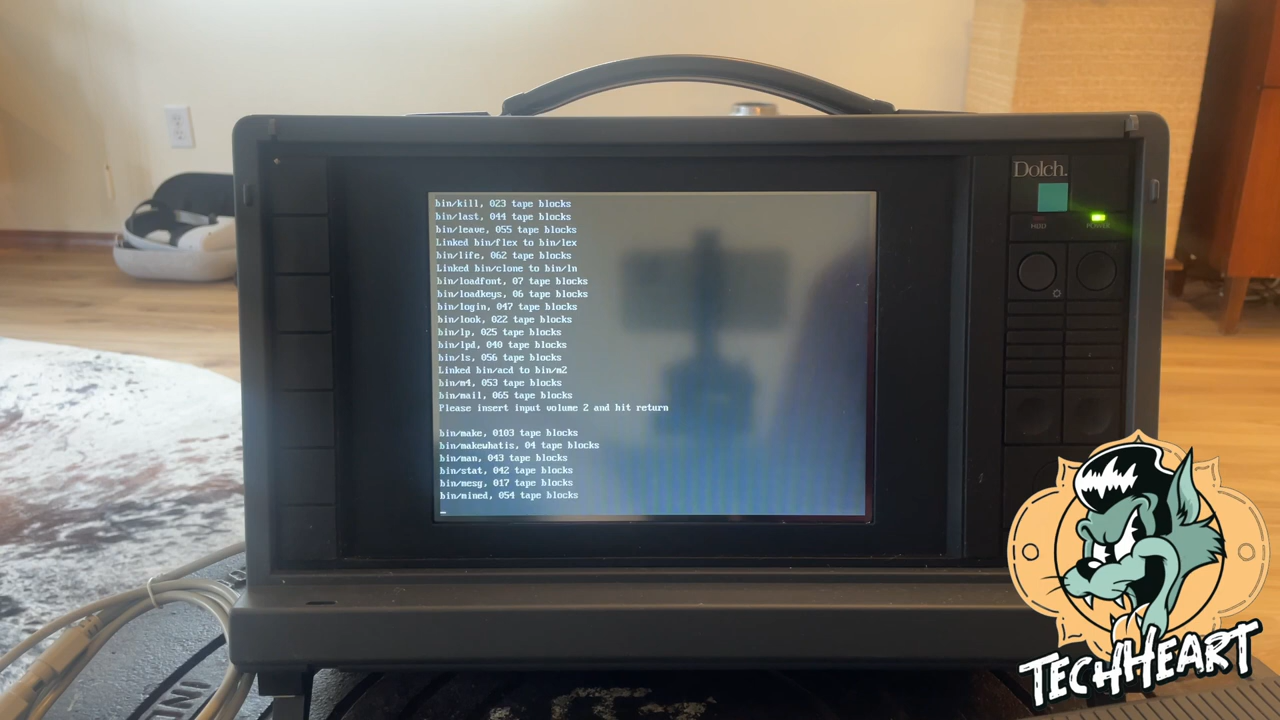 bin/kill, 023 tape blocks
bin/last, 044 tape blocks
bin/leave, 055 tape blocks
Linked bin/flex to bin/lex
bin/life, 062 tape blocks
Linked bin/clone to bin/ln
bin/loadfont, 07 tape blocks
bin/loadkeys, 06 tape blocks
bin/login, 047 tape blocks
bin/look, 022 tape blocks
bin/lp, 025 tape blocks
bin/lpd, 040 tape blocks
bin/ls, 056 tape blocks
Linked bin/acd to bin/m2
bin/m4, 053 tape blocks
bin/mail, 065 tape blocks
Please insert input volume 2 and hit return
bin/make, 0103 tape blocks
bin/makewhatis, 04 tape blocks
bin/man, 043 tape blocks
bin/stat, 042 tape blocks
bin/mesg, 017 tape blocks
bin/mined, 054 tape blocks
Dolch.
HDD
POWER
TECHHEART